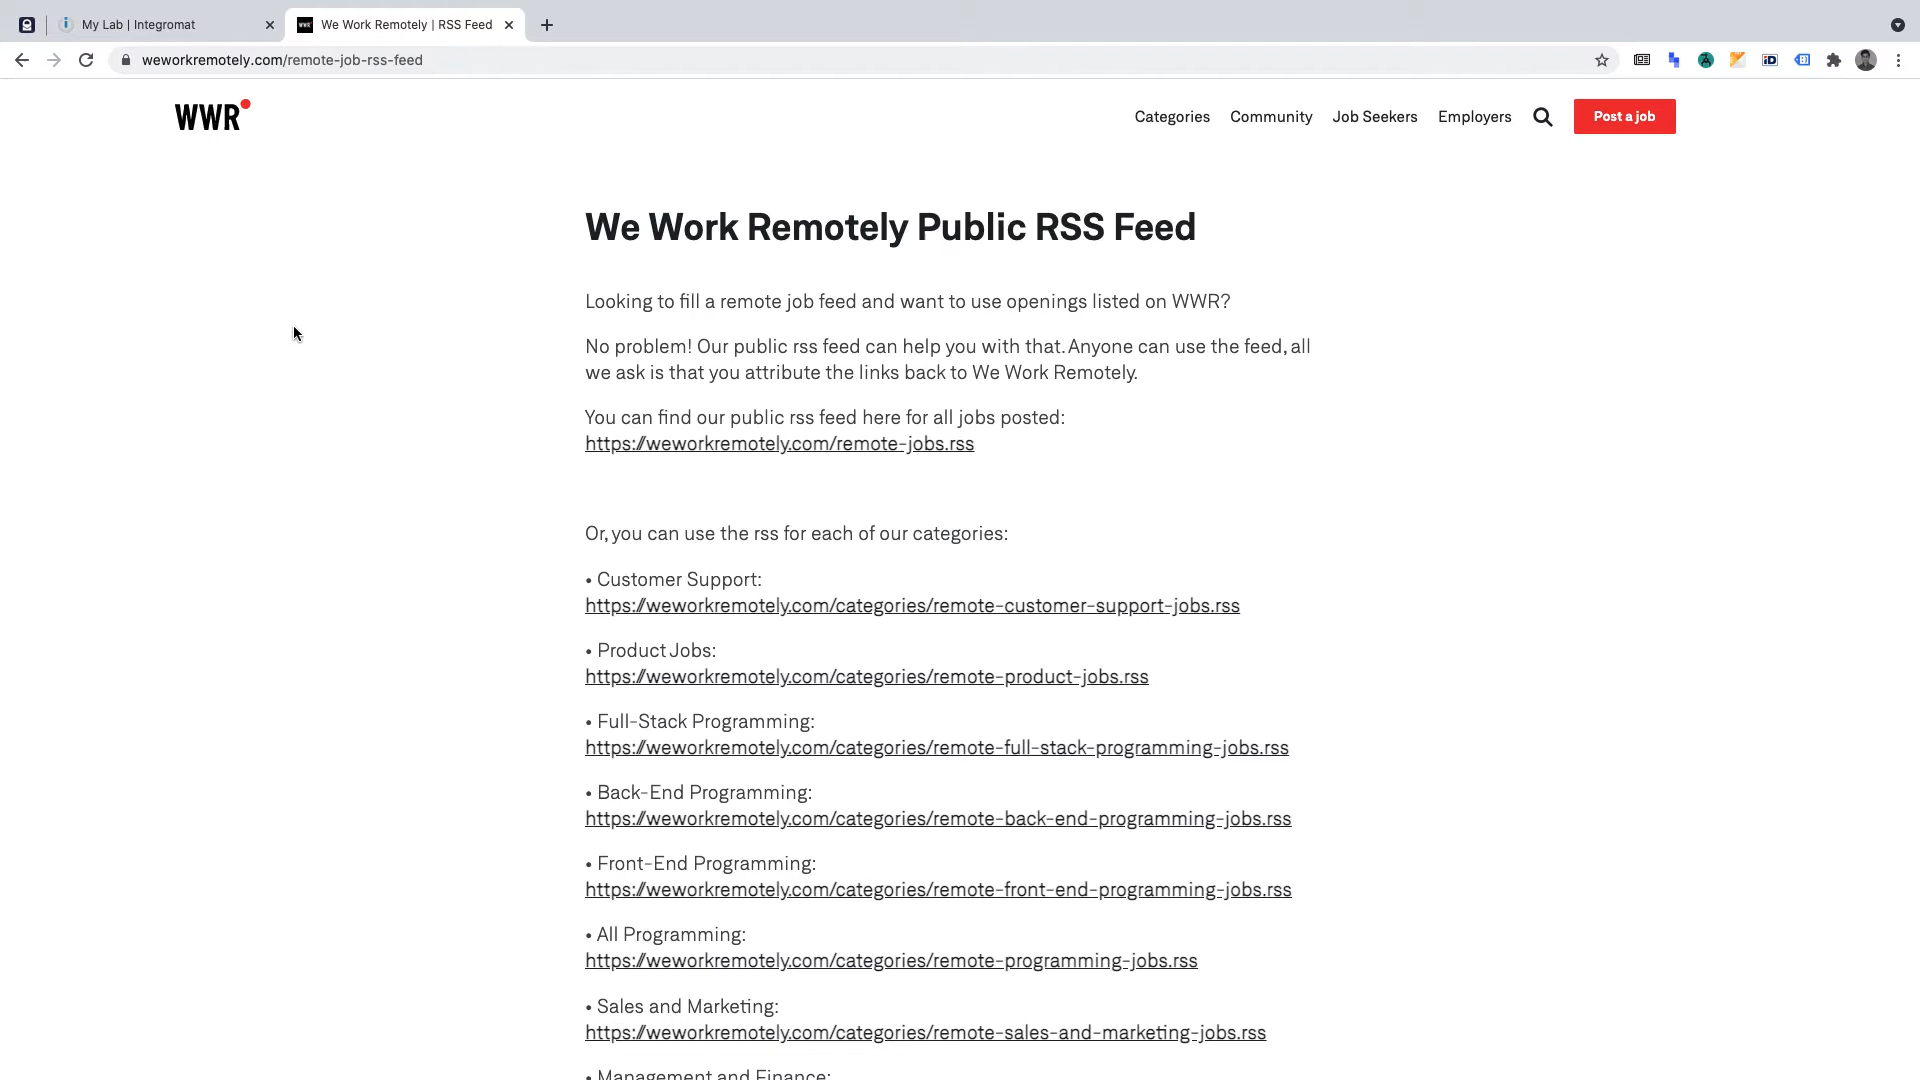 My Lab | Integromat
We Work Remotely | RSS Feed
weworkremotely.com/remote-job-rss-feed
WWR
Categories
Community
Job Seekers
Employers
Post a job
We Work Remotely Public RSS Feed
Looking to fill a remote job feed and want to use openings listed on WWR?
No problem! Our public rss feed can help you with that. Anyone can use the feed, all
we ask is that you attribute the links back to We Work Remotely.
You can find our public rss feed here for all jobs posted:
https://weworkremotely.com/remote-jobs.rss
Or, you can use the rss for each of our categories:
• Customer Support:
https://weworkremotely.com/categories/remote-customer-support-jobs.rss
• Product Jobs:
https://weworkremotely.com/categories/remote-product-jobs.rss
• Full-Stack Programming:
https://weworkremotely.com/categories/remote-full-stack-programming-jobs.rss
• Back-End Programming:
https://weworkremotely.com/categories/remote-back-end-programming-jobs.rss
• Front-End Programming:
https://weworkremotely.com/categories/remote-front-end-programming-jobs.rss
• All Programming:
https://weworkremotely.com/categories/remote-programming-jobs.rss
• Sales and Marketing:
https://weworkremotely.com/categories/remote-sales-and-marketing-jobs.rss
• Management and Finance: